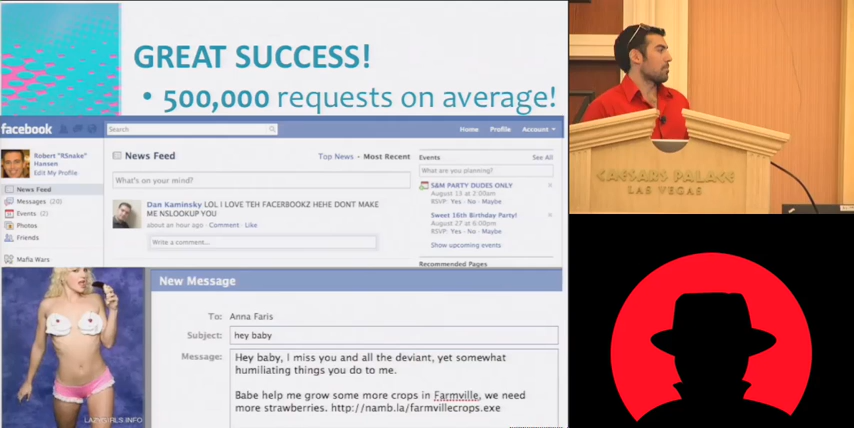 GREAT SUCCESS!
• 500,000 requests on average!
facebook
Search
Home Profile Account
Robert "RSnake" Hansen
Edit My Profile
News Feed
Messages (20)
Events (2)
Photos
Friends
Mafia Wars
News Feed
Top News · Most Recent
What's on your mind?
Dan Kaminsky LOL I LOVE TEH FACERBOOKZ HEHE DONT MAKE
ME NSLOOKUP YOU
about an hour ago · Comment · Like
Write a comment...
Events See All
What are you planning?
S&M PARTY DUDES ONLY
August 15 at 2:00am
RSVP: Yes · No · Maybe
Sweet 16th Birthday Party!
August 27 at 6:00pm
RSVP: Yes · No · Maybe
Show upcoming events
Recommended Pages
New Message
To: Anna Faris
Subject: hey baby
Message: Hey baby, I miss you and all the deviant, yet somewhat
humiliating things you do to me.
Babe help me grow some more crops in Farmville, we need
more strawberries. http://namb.la/farmvillecrops.exe
LAZYGIRLS.INFO
CAESARS PALACE
LAS VEGAS